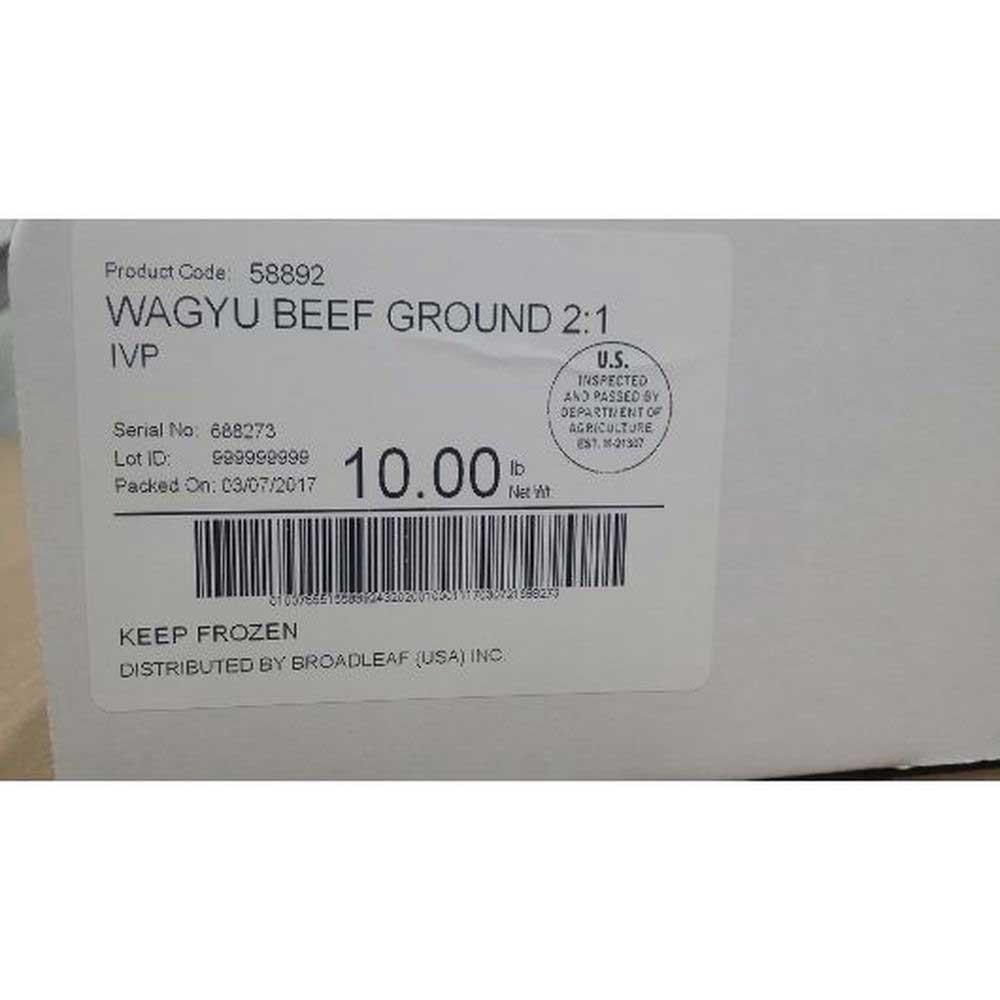 Product Code: 58892
WAGYU BEEF GROUND 2:1
IVP
U.S.
INSPECTED
AND PASSED BY
DEPARTMENT OF
AGRICULTURE
EST. M-21307
Serial No: 688273
Lot ID: 999999999
Packed On: 03/07/2017
10.00 lb
Net Wt
KEEP FROZEN
DISTRIBUTED BY BROADLEAF (USA) INC.